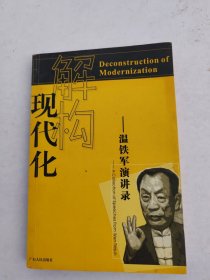 解构
Deconstruction of
Modernization
现代化
——温铁军演讲录
广东人民出版社